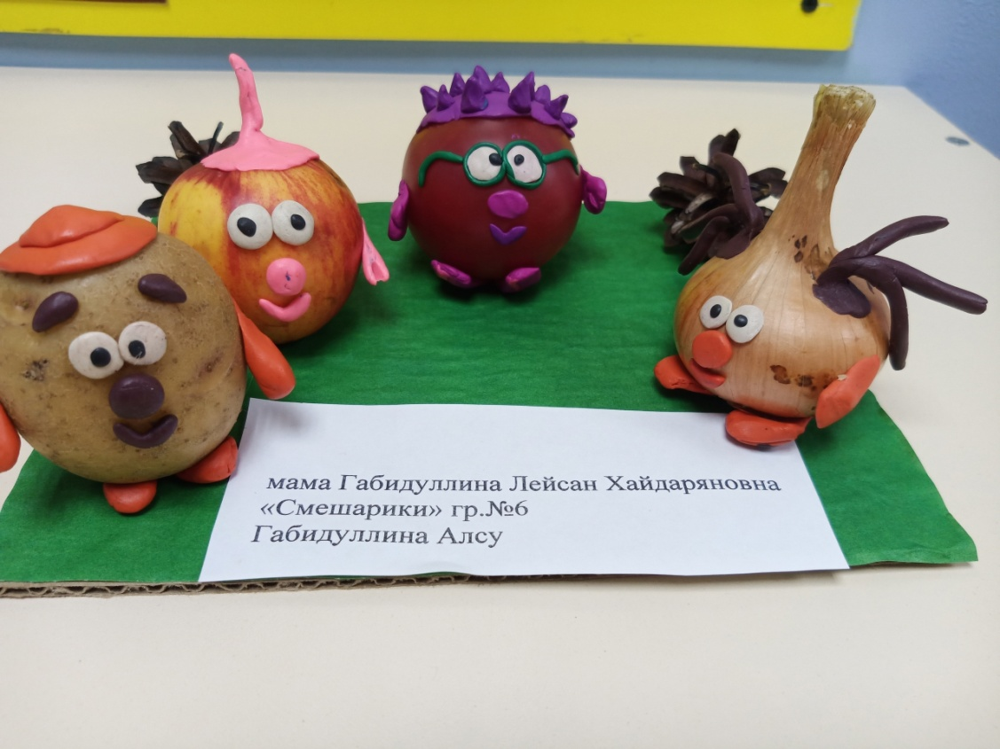 мама Габидуллина Лейсан Хайдаряновна
«Смешарики» гр.№6
Габидуллина Алсу